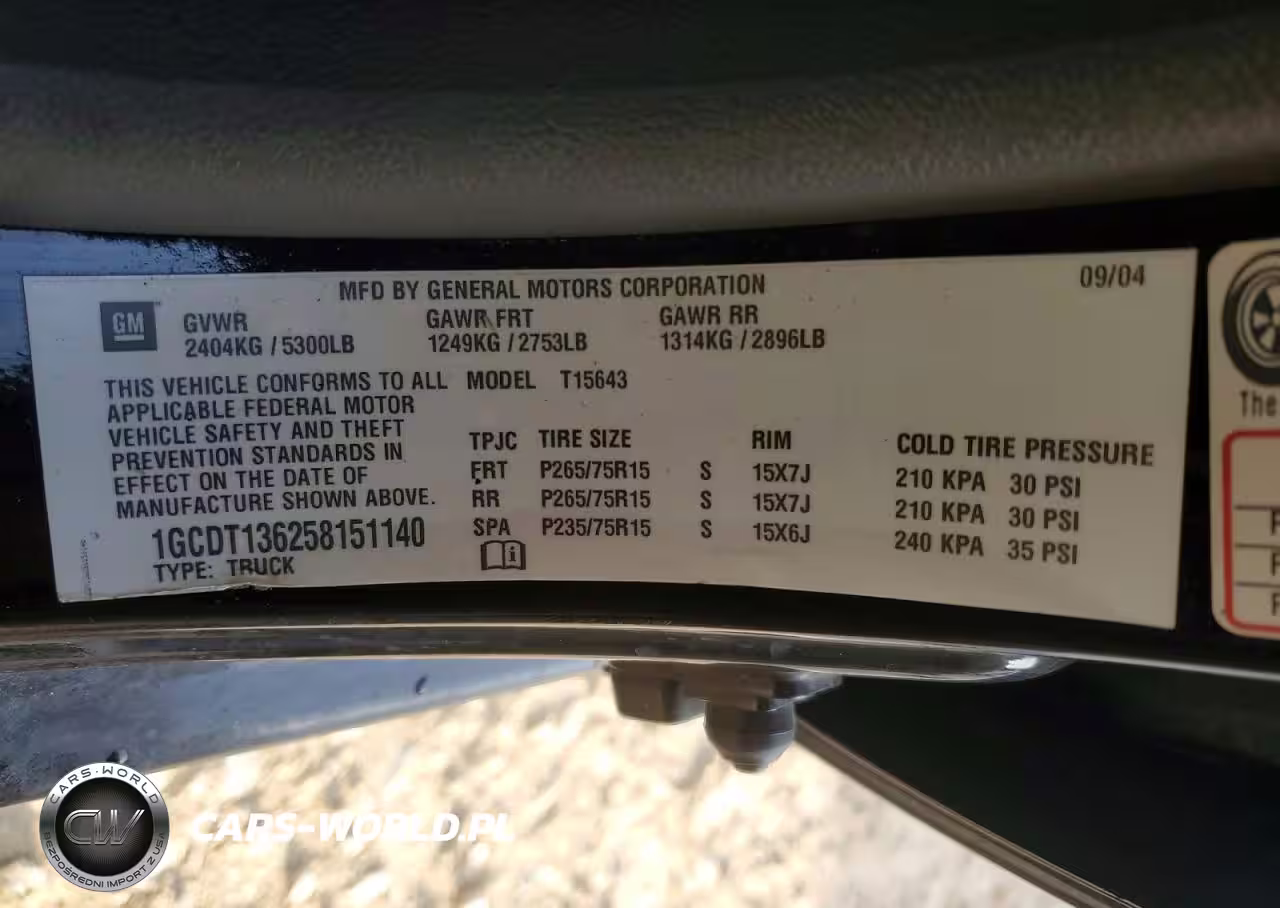 MFD BY GENERAL MOTORS CORPORATION 09/04
GM
GVWR GAWR FRT GAWR RR
2404KG / 5300LB 1249KG / 2753LB 1314KG / 2896LB
THIS VEHICLE CONFORMS TO ALL MODEL T15643
APPLICABLE FEDERAL MOTOR
VEHICLE SAFETY AND THEFT
PREVENTION STANDARDS IN
EFFECT ON THE DATE OF
MANUFACTURE SHOWN ABOVE.
TPJC TIRE SIZE RIM COLD TIRE PRESSURE
FRT P265/75R15 S 15X7J 210 KPA 30 PSI
RR P265/75R15 S 15X7J 210 KPA 30 PSI
SPA P235/75R15 S 15X6J 240 KPA 35 PSI
1GCDT136258151140
TYPE: TRUCK
The
CARS-WORLD
CW
BEZPOŚREDNI IMPORT Z USA
CARS-WORLD.PL